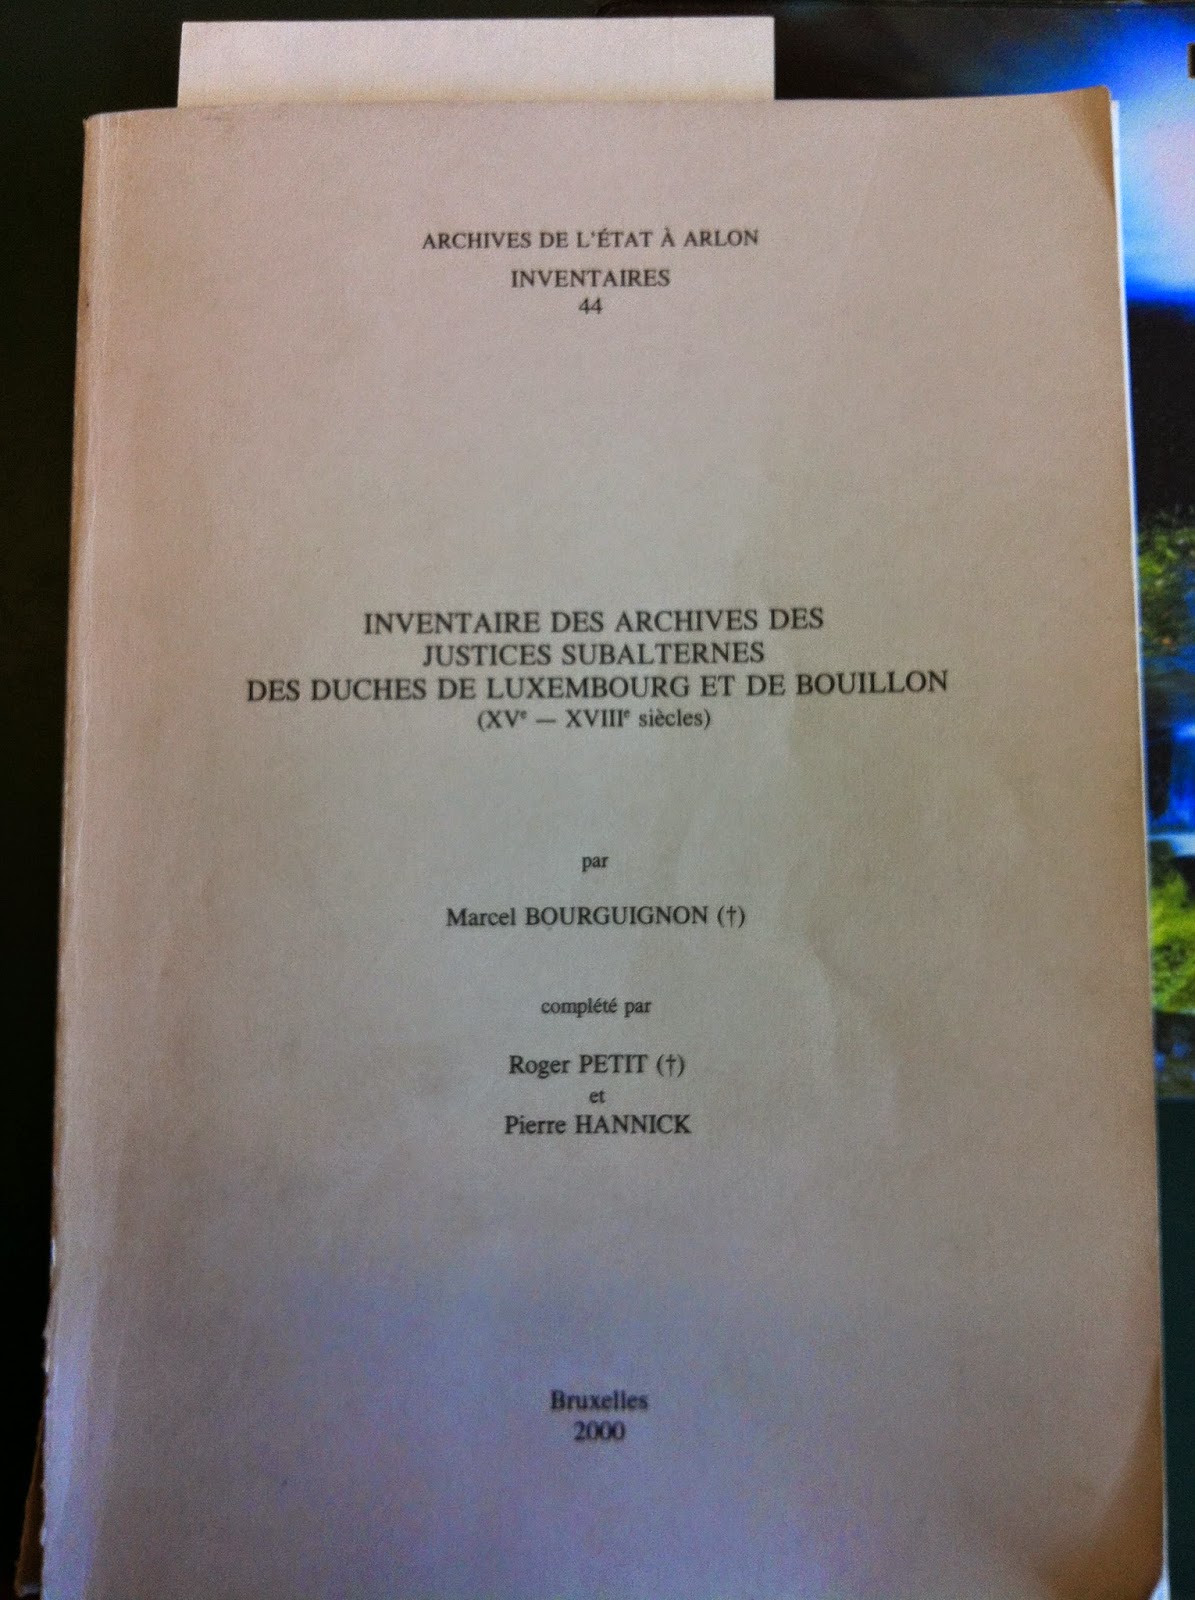 ARCHIVES DE L'ÉTAT À ARLON
INVENTAIRES
44
INVENTAIRE DES ARCHIVES DES
JUSTICES SUBALTERNES
DES DUCHES DE LUXEMBOURG ET DE BOUILLON
(XVᵉ — XVIIIᵉ siècles)
par
Marcel BOURGUIGNON (†)
complété par
Roger PETIT (†)
et
Pierre HANNICK
Bruxelles
2000